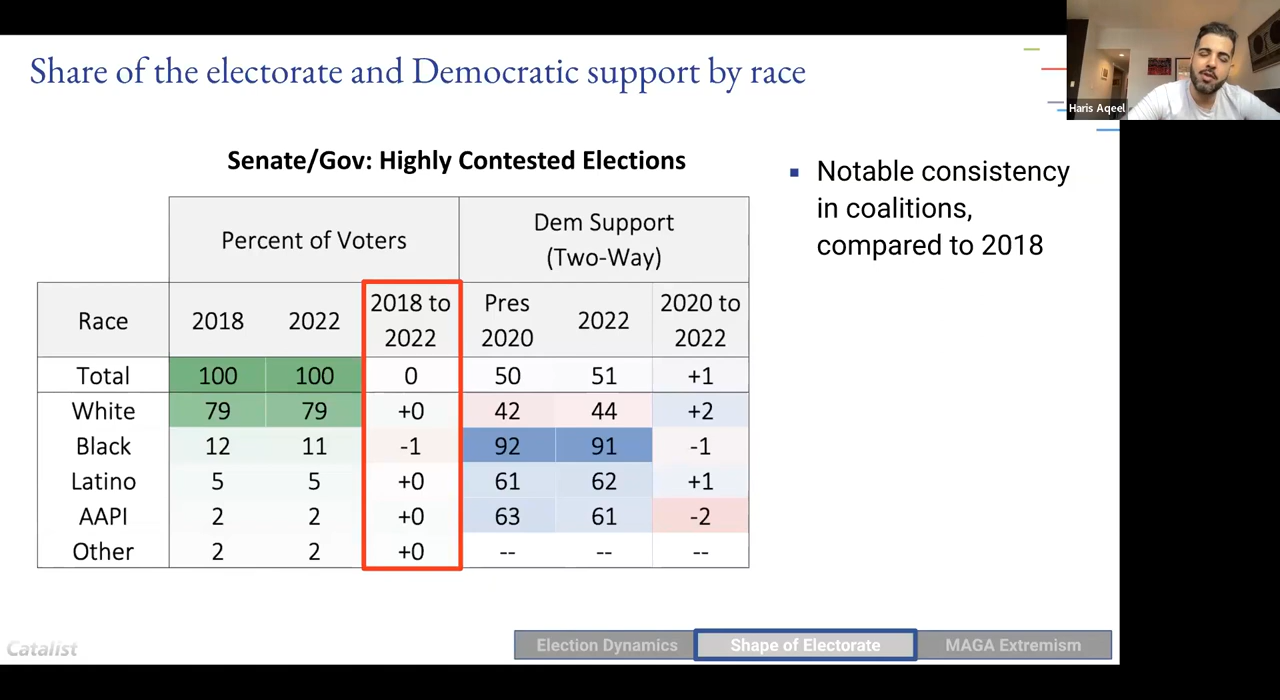 Share of the electorate and Democratic support by race
Haris Aqeel
Senate/Gov: Highly Contested Elections
Percent of Voters
Dem Support
(Two-Way)
Race 2018 2022 2018 to 2022 Pres 2020 2022 2020 to 2022
Total 100 100 0 50 51 +1
White 79 79 +0 42 44 +2
Black 12 11 -1 92 91 -1
Latino 5 5 +0 61 62 +1
AAPI 2 2 +0 63 61 -2
Other 2 2 +0 -- -- --
▪ Notable consistency
in coalitions,
compared to 2018
Catalist
Election Dynamics Shape of Electorate MAGA Extremism